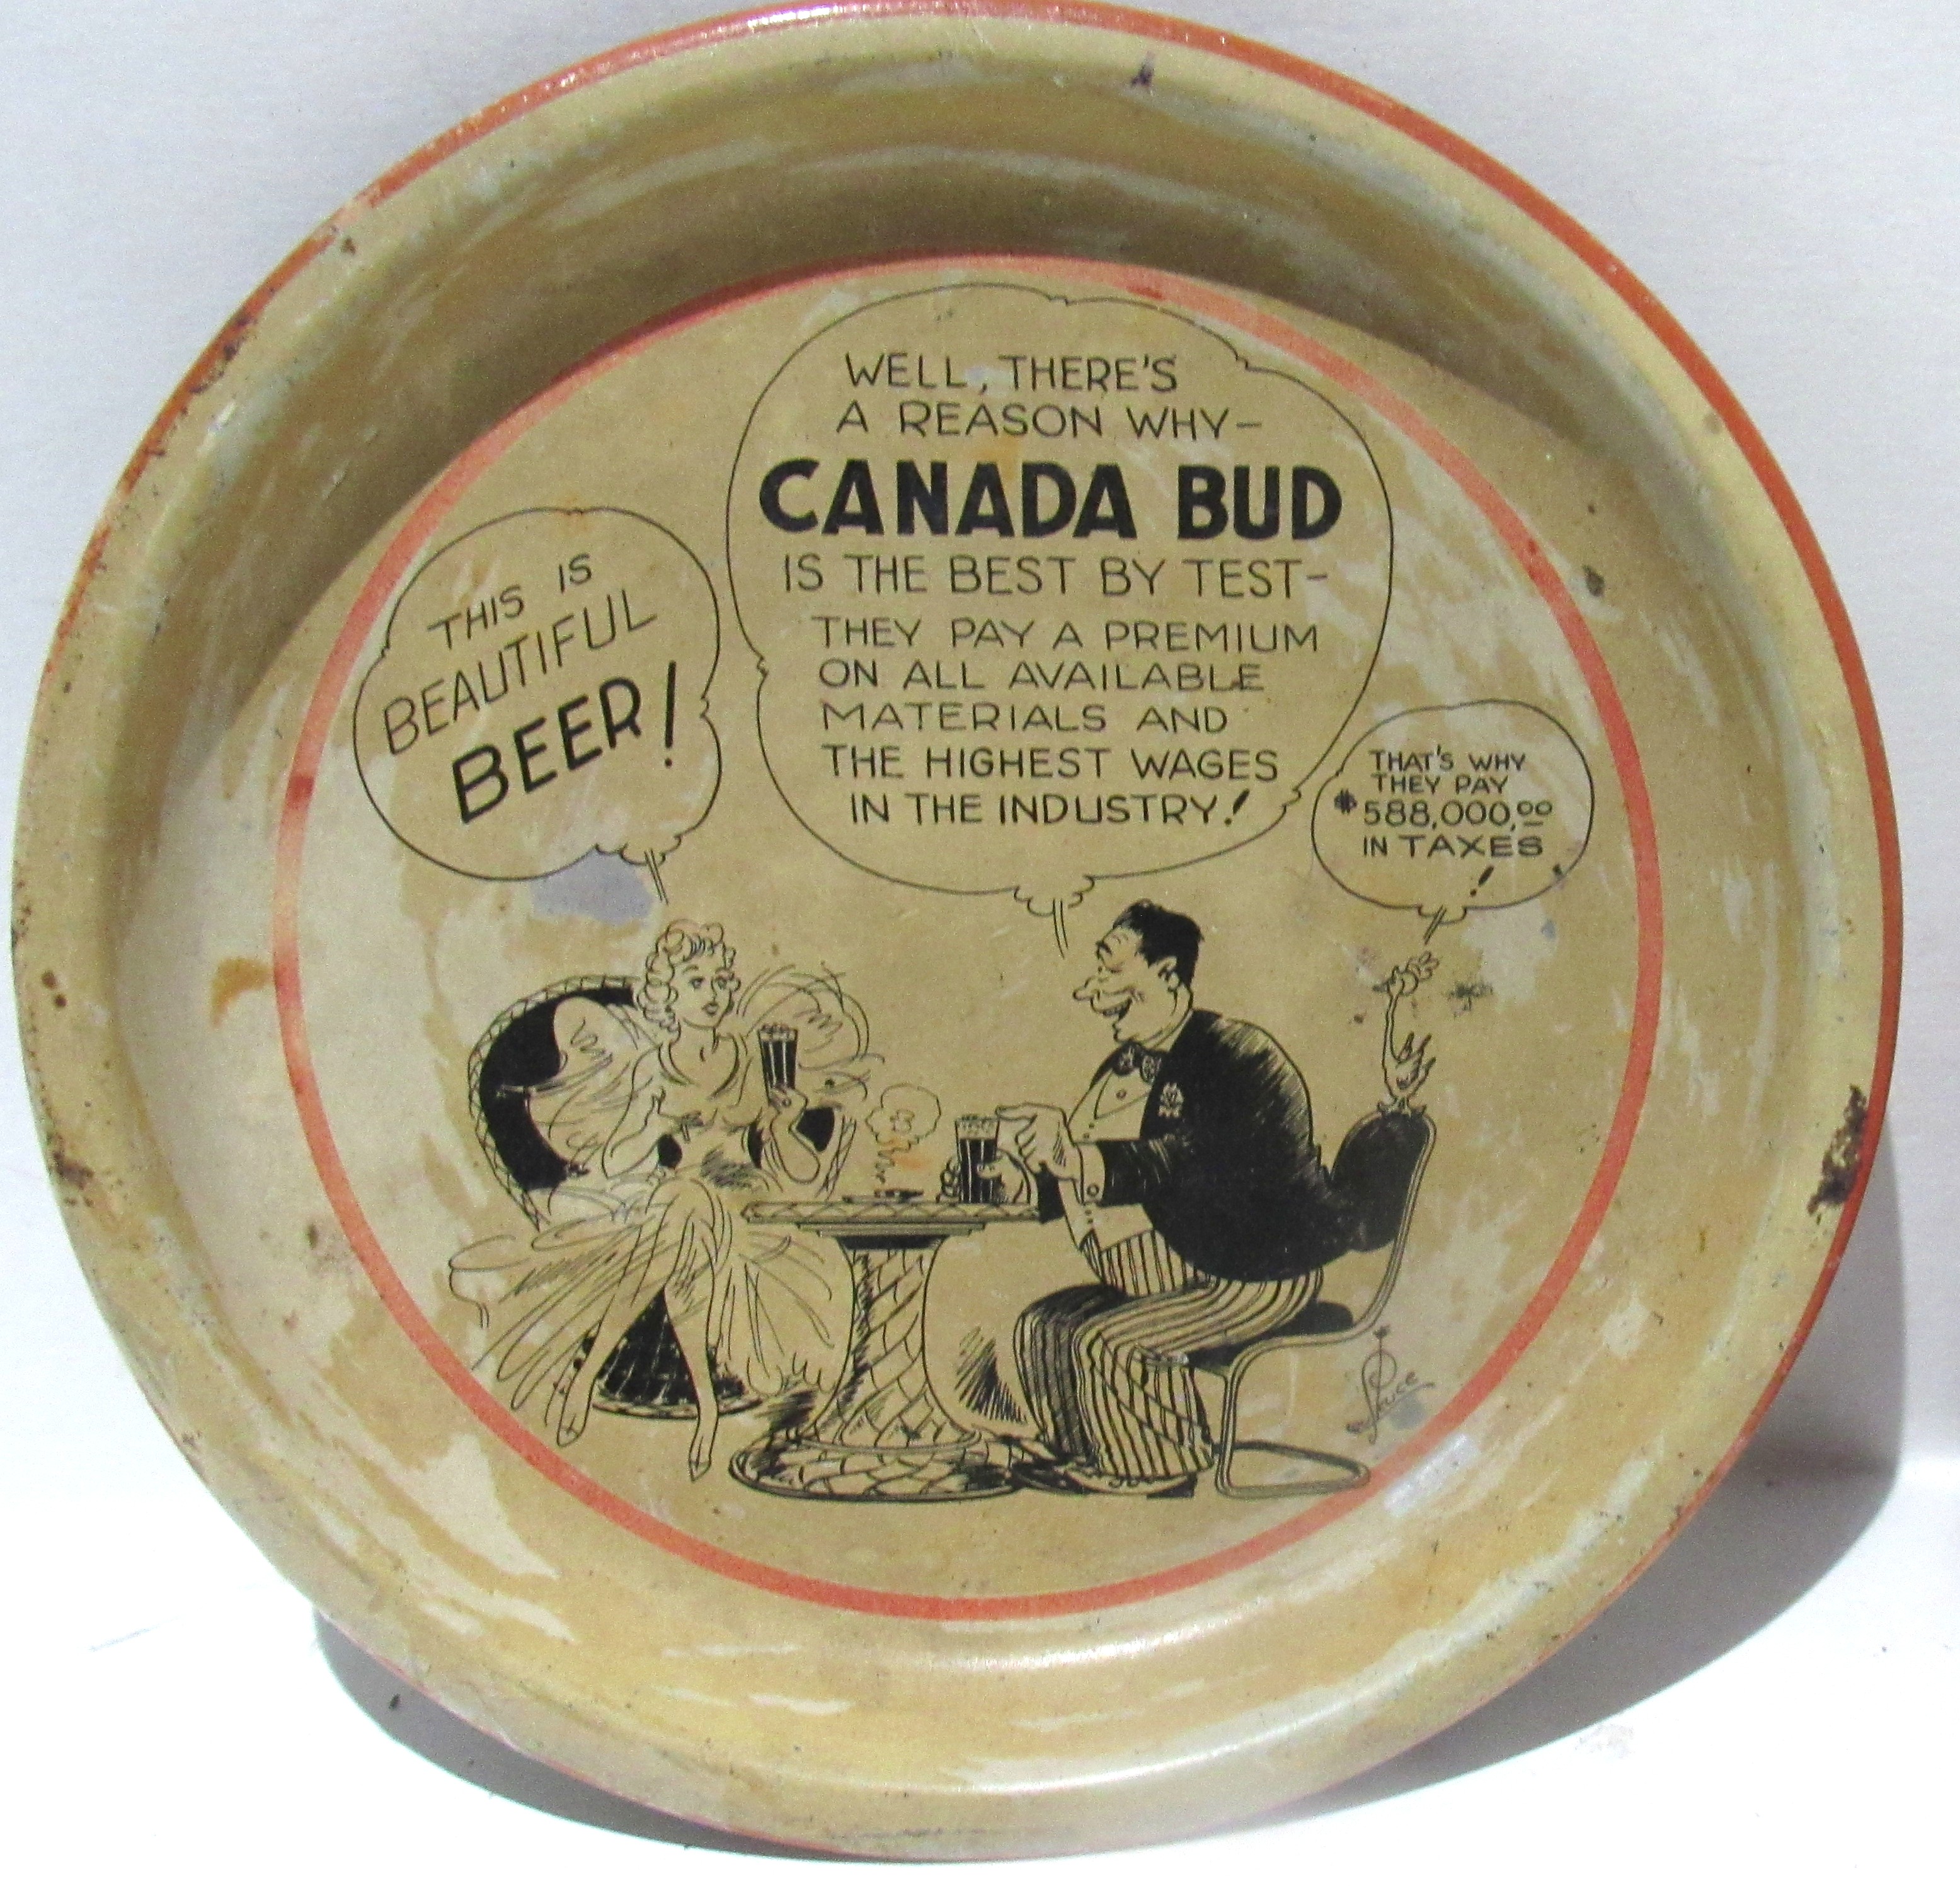 THIS IS
BEAUTIFUL
BEER!
WELL, THERE'S
A REASON WHY—
CANADA BUD
IS THE BEST BY TEST—
THEY PAY A PREMIUM
ON ALL AVAILABLE
MATERIALS AND
THE HIGHEST WAGES
IN THE INDUSTRY!
THAT'S WHY
THEY PAY
$588,000,00
IN TAXES
!